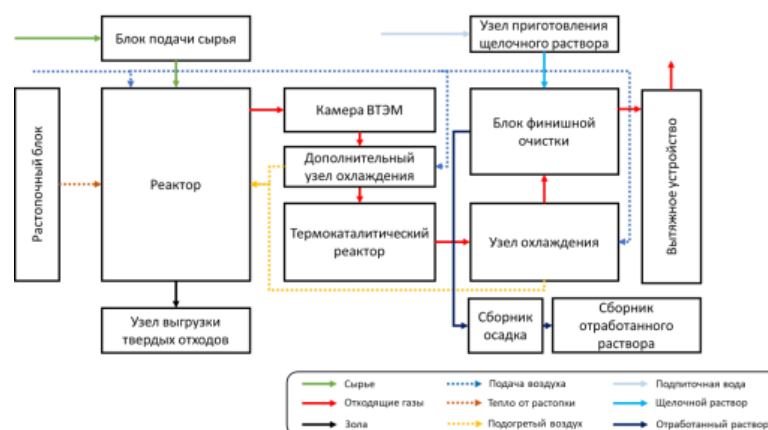 Блок подачи сырья
Узел приготовления
щелочного раствора
Растопочный блок
Реактор
Камера ВТЭМ
Дополнительный
узел охлаждения
Термокаталитический
реактор
Блок финишной
очистки
Узел охлаждения
Вытяжное устройство
Узел выгрузки
твердых отходов
Сборник
осадка
Сборник
отработанного
раствора
Сырье
Подача воздуха
Подпиточная вода
Отходящие газы
Тепло от растопки
Щелочной раствор
Зола
Подогретый воздух
Отработанный раствор